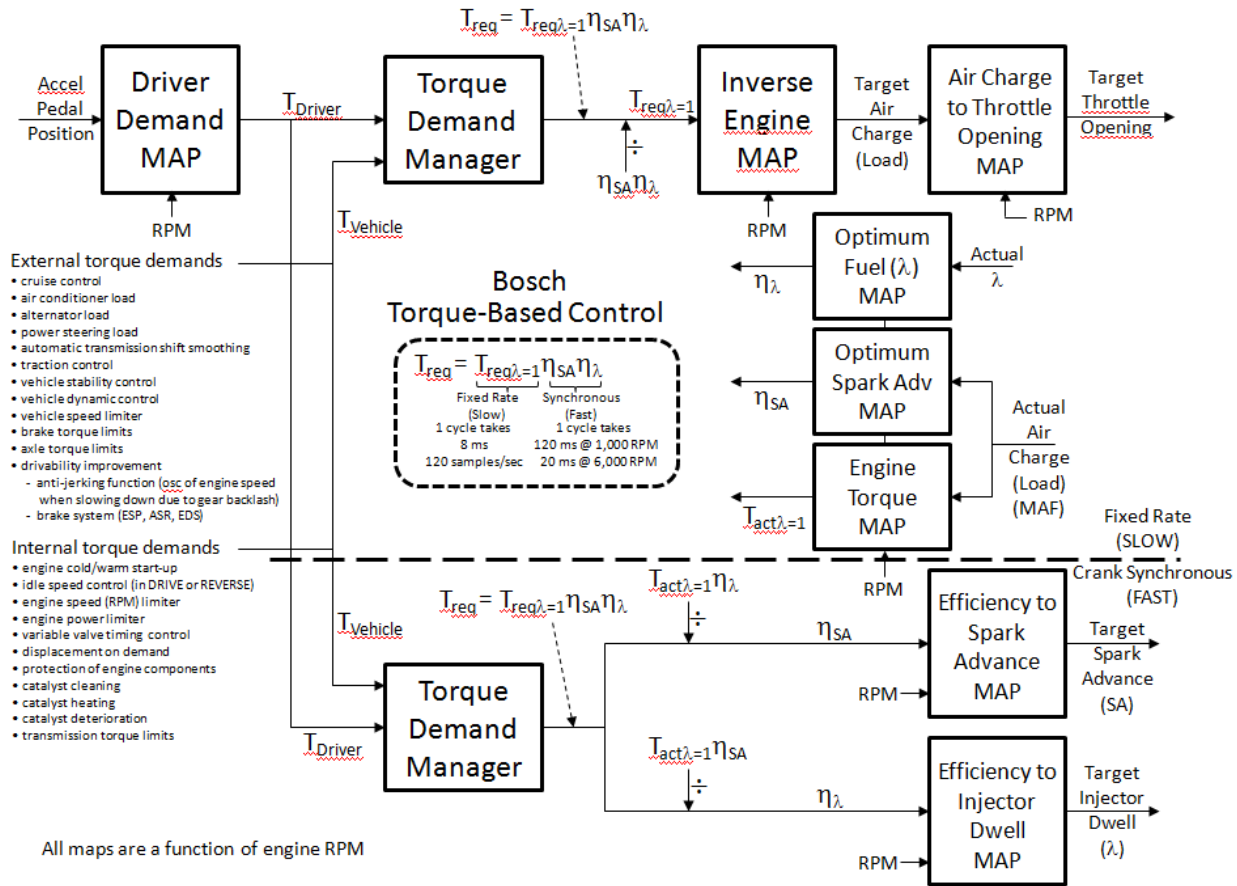 T_req = T_reqλ=1 η_SA η_λ
Accel
Pedal
Position
Driver
Demand
MAP
RPM
T_Driver
T_Vehicle
Torque
Demand
Manager
T_reqλ=1
÷
η_SA η_λ
Inverse
Engine
MAP
RPM
Target
Air
Charge
(Load)
Air Charge
to Throttle
Opening
MAP
RPM
Target
Throttle
Opening
Optimum
Fuel (λ)
MAP
Actual
λ
η_λ
Optimum
Spark Adv
MAP
η_SA
Engine
Torque
MAP
T_actλ=1
RPM
Actual
Air
Charge
(Load)
(MAF)
Bosch
Torque-Based Control
T_req = T_reqλ=1 η_SA η_λ
Fixed Rate Synchronous
(Slow) (Fast)
1 cycle takes 1 cycle takes
8 ms 120 ms @ 1,000 RPM
120 samples/sec 20 ms @ 6,000 RPM
External torque demands
• cruise control
• air conditioner load
• alternator load
• power steering load
• automatic transmission shift smoothing
• traction control
• vehicle stability control
• vehicle dynamic control
• vehicle speed limiter
• brake torque limits
• axle torque limits
• drivability improvement
– anti-jerking function (osc of engine speed
when slowing down due to gear backlash)
– brake system (ESP, ASR, EDS)
Internal torque demands
• engine cold/warm start-up
• idle speed control (in DRIVE or REVERSE)
• engine speed (RPM) limiter
• engine power limiter
• variable valve timing control
• displacement on demand
• protection of engine components
• catalyst cleaning
• catalyst heating
• catalyst deterioration
• transmission torque limits
Fixed Rate
(SLOW)
Crank Synchronous
(FAST)
T_Vehicle
T_Driver
Torque
Demand
Manager
T_req = T_reqλ=1 η_SA η_λ
T_actλ=1 η_λ
÷
η_SA
Efficiency to
Spark
Advance
MAP
RPM
Target
Spark
Advance
(SA)
T_actλ=1 η_SA
÷
η_λ
Efficiency to
Injector
Dwell
MAP
RPM
Target
Injector
Dwell
(λ)
All maps are a function of engine RPM